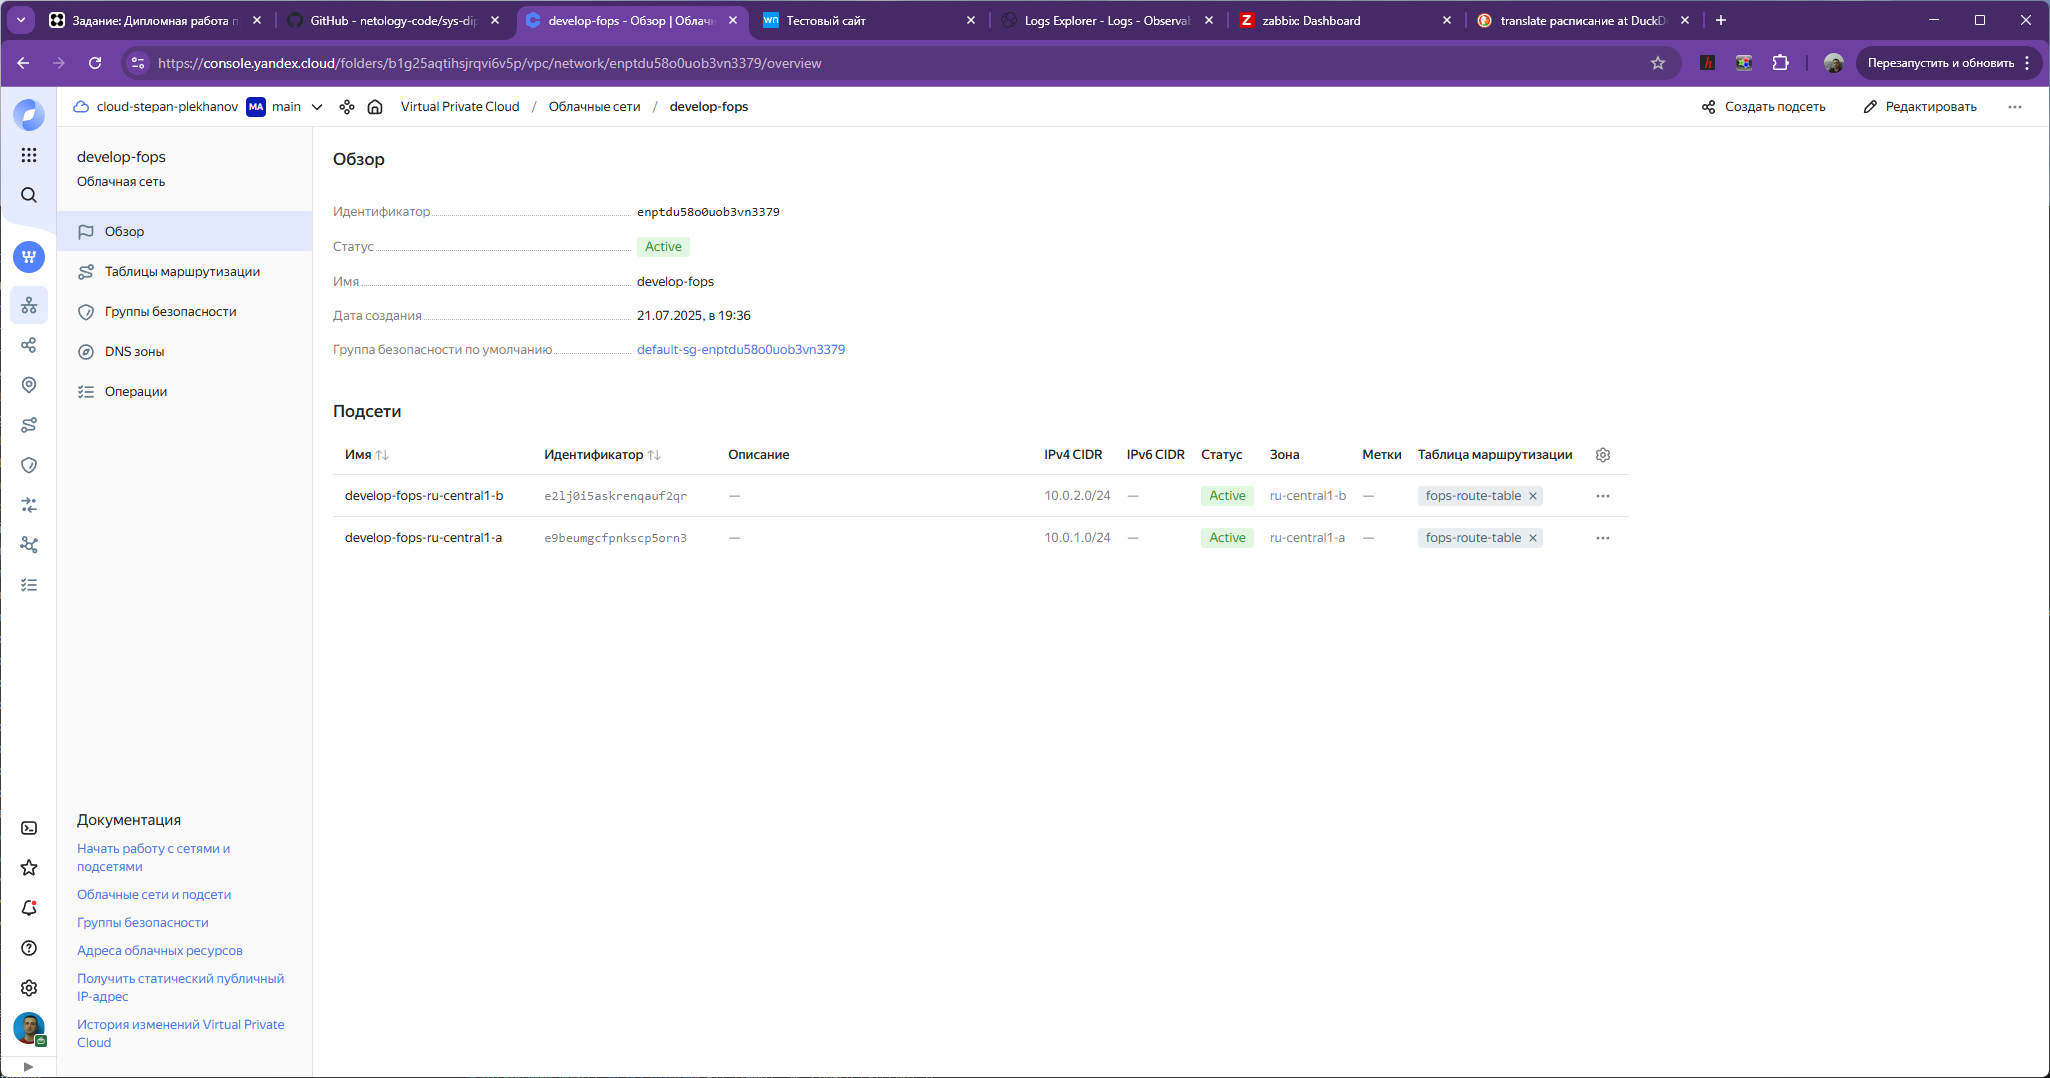 Задание: Дипломная работа п
GitHub - netology-code/sys-dip
develop-fops - Обзор | Облачн
wn Тестовый сайт
Logs Explorer - Logs - Observab
Z zabbix: Dashboard
translate расписание at DuckD
https://console.yandex.cloud/folders/b1g25aqtihsjrqvi6v5p/vpc/network/enptdu58o0uob3vn3379/overview
h
Перезапустить и обновить
cloud-stepan-plekhanov MA main Virtual Private Cloud / Облачные сети / develop-fops
Создать подсеть
Редактировать
develop-fops
Облачная сеть
Обзор
Таблицы маршрутизации
Группы безопасности
DNS зоны
Операции
Обзор
Идентификатор enptdu58o0uob3vn3379
Статус Active
Имя develop-fops
Дата создания 21.07.2025, в 19:36
Группа безопасности по умолчанию default-sg-enptdu58o0uob3vn3379
Подсети
Имя Идентификатор Описание IPv4 CIDR IPv6 CIDR Статус Зона Метки Таблица маршрутизации
develop-fops-ru-central1-b e2lj0i5askrenqauf2qr — 10.0.2.0/24 — Active ru-central1-b — fops-route-table ×
develop-fops-ru-central1-a e9beumgcfpnkscp5orn3 — 10.0.1.0/24 — Active ru-central1-a — fops-route-table ×
Документация
Начать работу с сетями и
подсетями
Облачные сети и подсети
Группы безопасности
Адреса облачных ресурсов
Получить статический публичный
IP-адрес
История изменений Virtual Private
Cloud